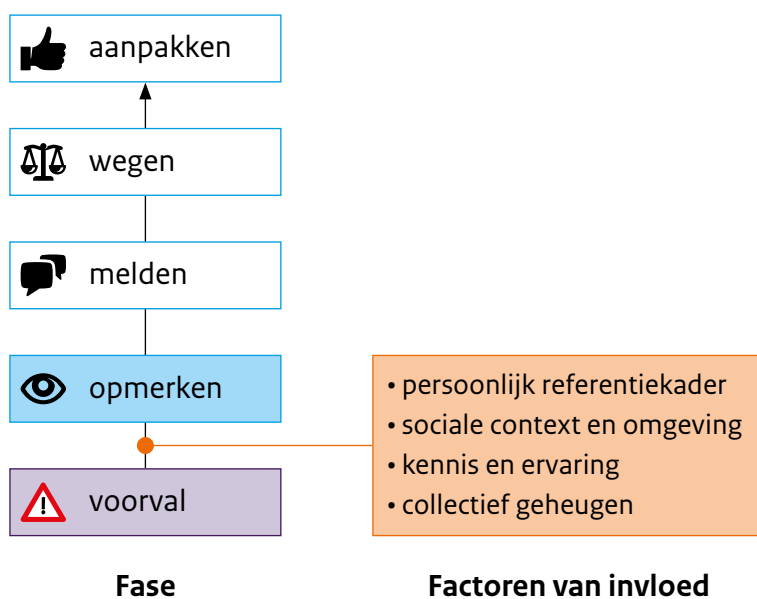 aanpakken
wegen
melden
opmerken
voorval
• persoonlijk referentiekader
• sociale context en omgeving
• kennis en ervaring
• collectief geheugen
Fase
Factoren van invloed